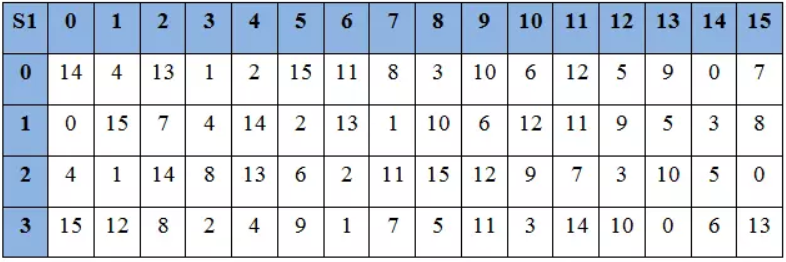 S1 0 1 2 3 4 5 6 7 8 9 10 11 12 13 14 15
0 14 4 13 1 2 15 11 8 3 10 6 12 5 9 0 7
1 0 15 7 4 14 2 13 1 10 6 12 11 9 5 3 8
2 4 1 14 8 13 6 2 11 15 12 9 7 3 10 5 0
3 15 12 8 2 4 9 1 7 5 11 3 14 10 0 6 13